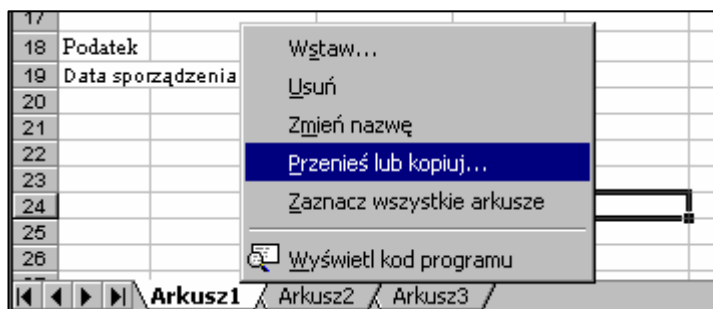 17
18 Podatek
19 Data sporządzenia
20
21
22
23
24
25
26
Wstaw...
Usuń
Zmień nazwę
Przenieś lub kopiuj...
Zaznacz wszystkie arkusze
Wyświetl kod programu
Arkusz1 Arkusz2 Arkusz3